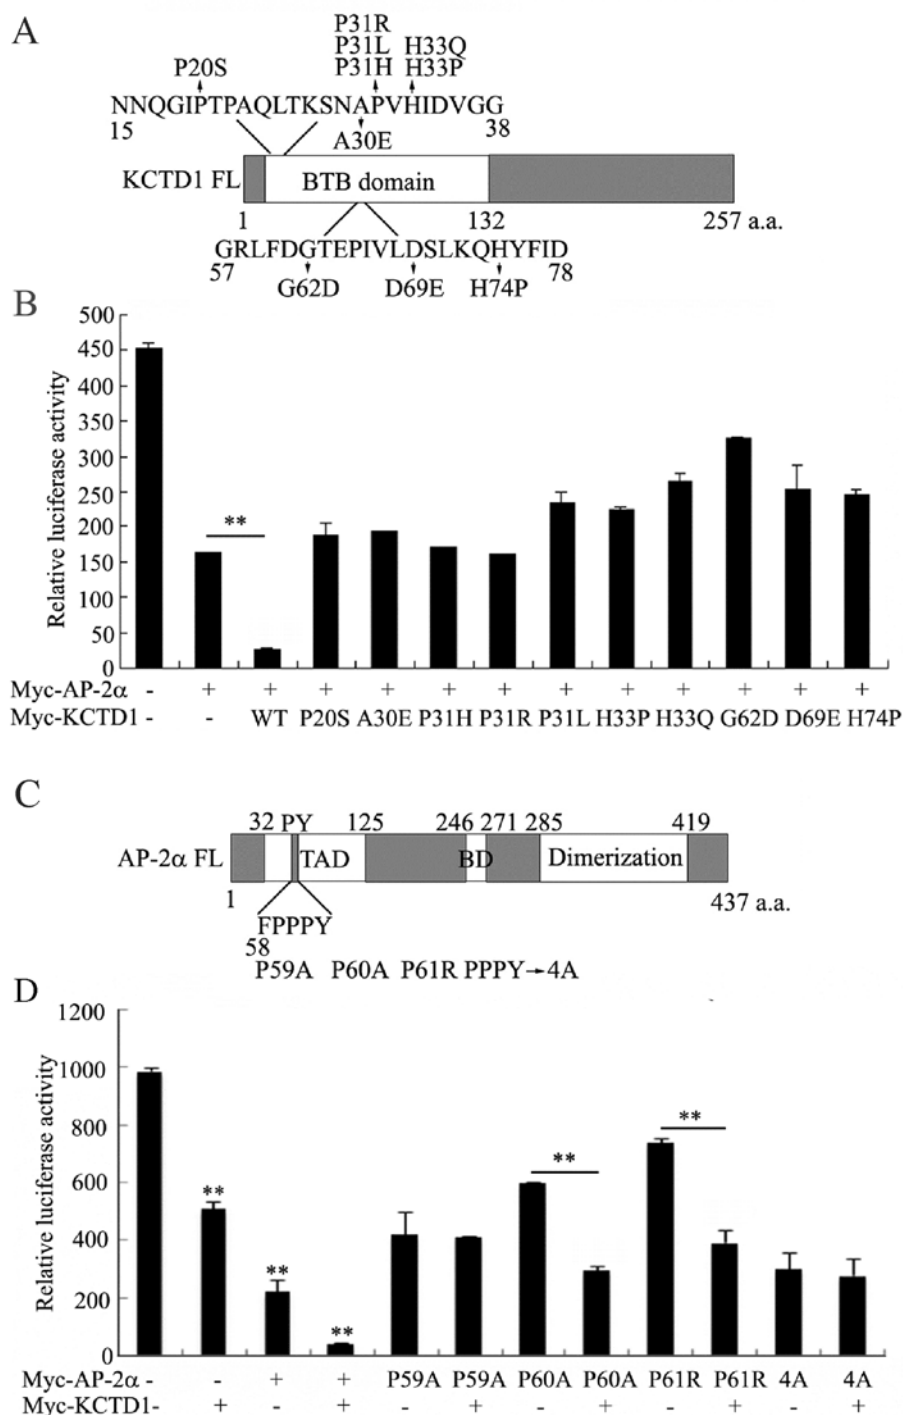 A
P31R
P31L H33Q
P20S P31H H33P
NNQGIPTPAQLTKSNAPVHIDVGG
15 38
A30E
KCTD1 FL BTB domain
1 132 257 a.a.
GRLFDGTEPIVLDSLKQHYFID
57 78
G62D D69E H74P
B
Relative luciferase activity
500
450
400
350
300
250
200
150
100
50
0
**
Myc-AP-2α - + + + + + + + + + + + +
Myc-KCTD1 - - WT P20S A30E P31H P31R P31L H33P H33Q G62D D69E H74P
C
32 PY 125 246 271 285 419
AP-2α FL TAD BD Dimerization
1 437 a.a.
FPPPY
58
P59A P60A P61R PPPY→4A
D
Relative luciferase activity
1200
1000
800
600
400
200
0
** ** ** ** **
Myc-AP-2α - - + + P59A P59A P60A P60A P61R P61R 4A 4A
Myc-KCTD1- + - + - + - + - + - +